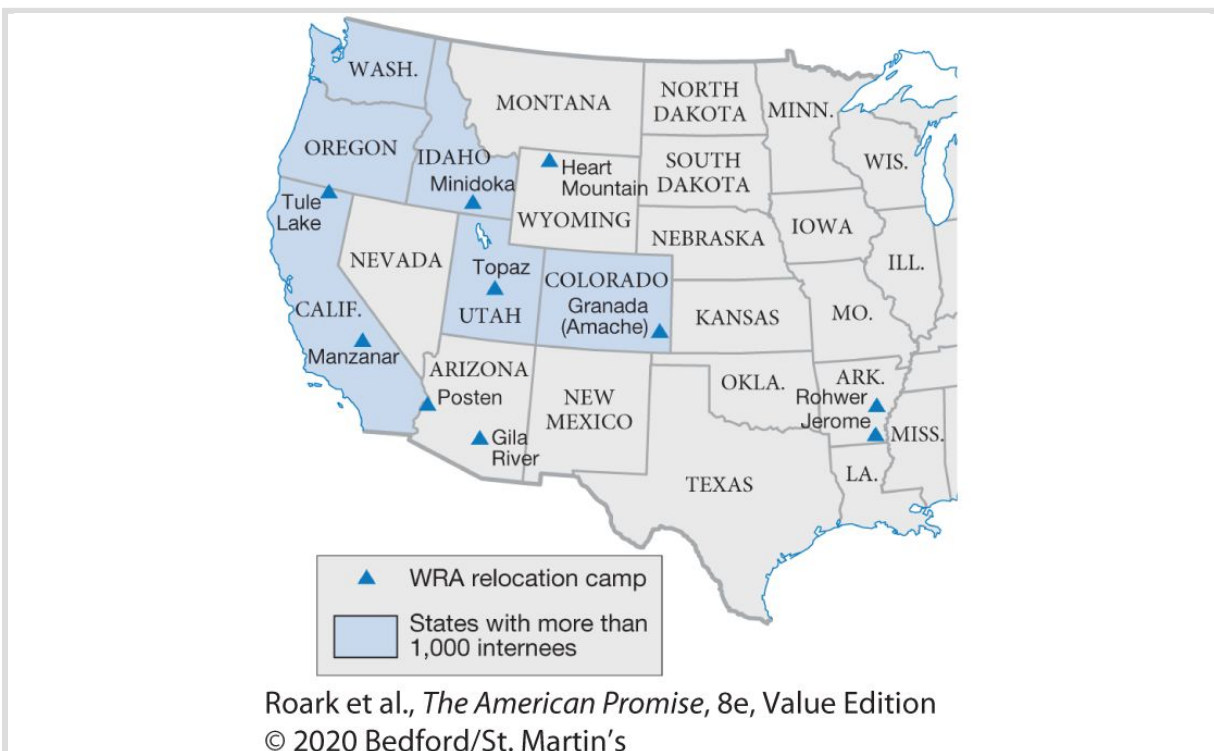 WASH.
MONTANA
NORTH
DAKOTA
MINN.
OREGON
IDAHO
Minidoka
Heart
Mountain
SOUTH
DAKOTA
WIS.
Tule
Lake
WYOMING
IOWA
NEBRASKA
NEVADA
Topaz
UTAH
COLORADO
Granada
(Amache)
ILL.
CALIF.
Manzanar
KANSAS
MO.
ARIZONA
Posten
Gila
River
NEW
MEXICO
OKLA.
ARK.
Rohwer
Jerome
MISS.
TEXAS
LA.
WRA relocation camp
States with more than
1,000 internees
Roark et al., The American Promise, 8e, Value Edition
© 2020 Bedford/St. Martin's